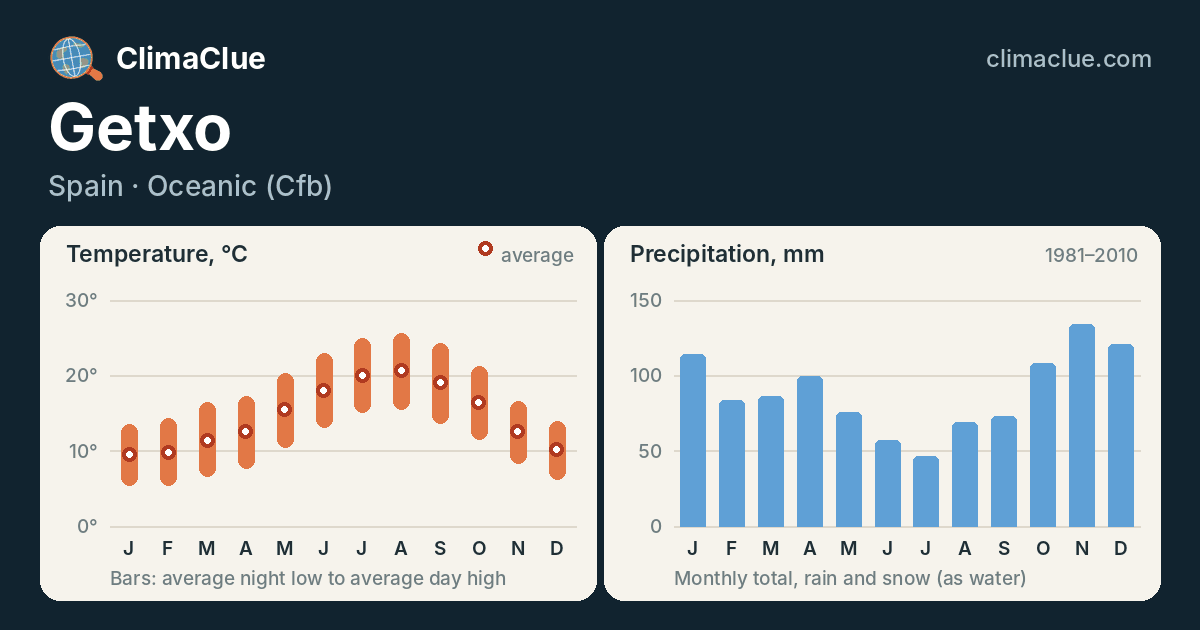 ClimaClue
climaclue.com
Getxo
Spain · Oceanic (Cfb)
Temperature, °C
average
30°
20°
10°
0°
J F M A M J J A S O N D
Bars: average night low to average day high
Precipitation, mm
1981–2010
150
100
50
0
J F M A M J J A S O N D
Monthly total, rain and snow (as water)